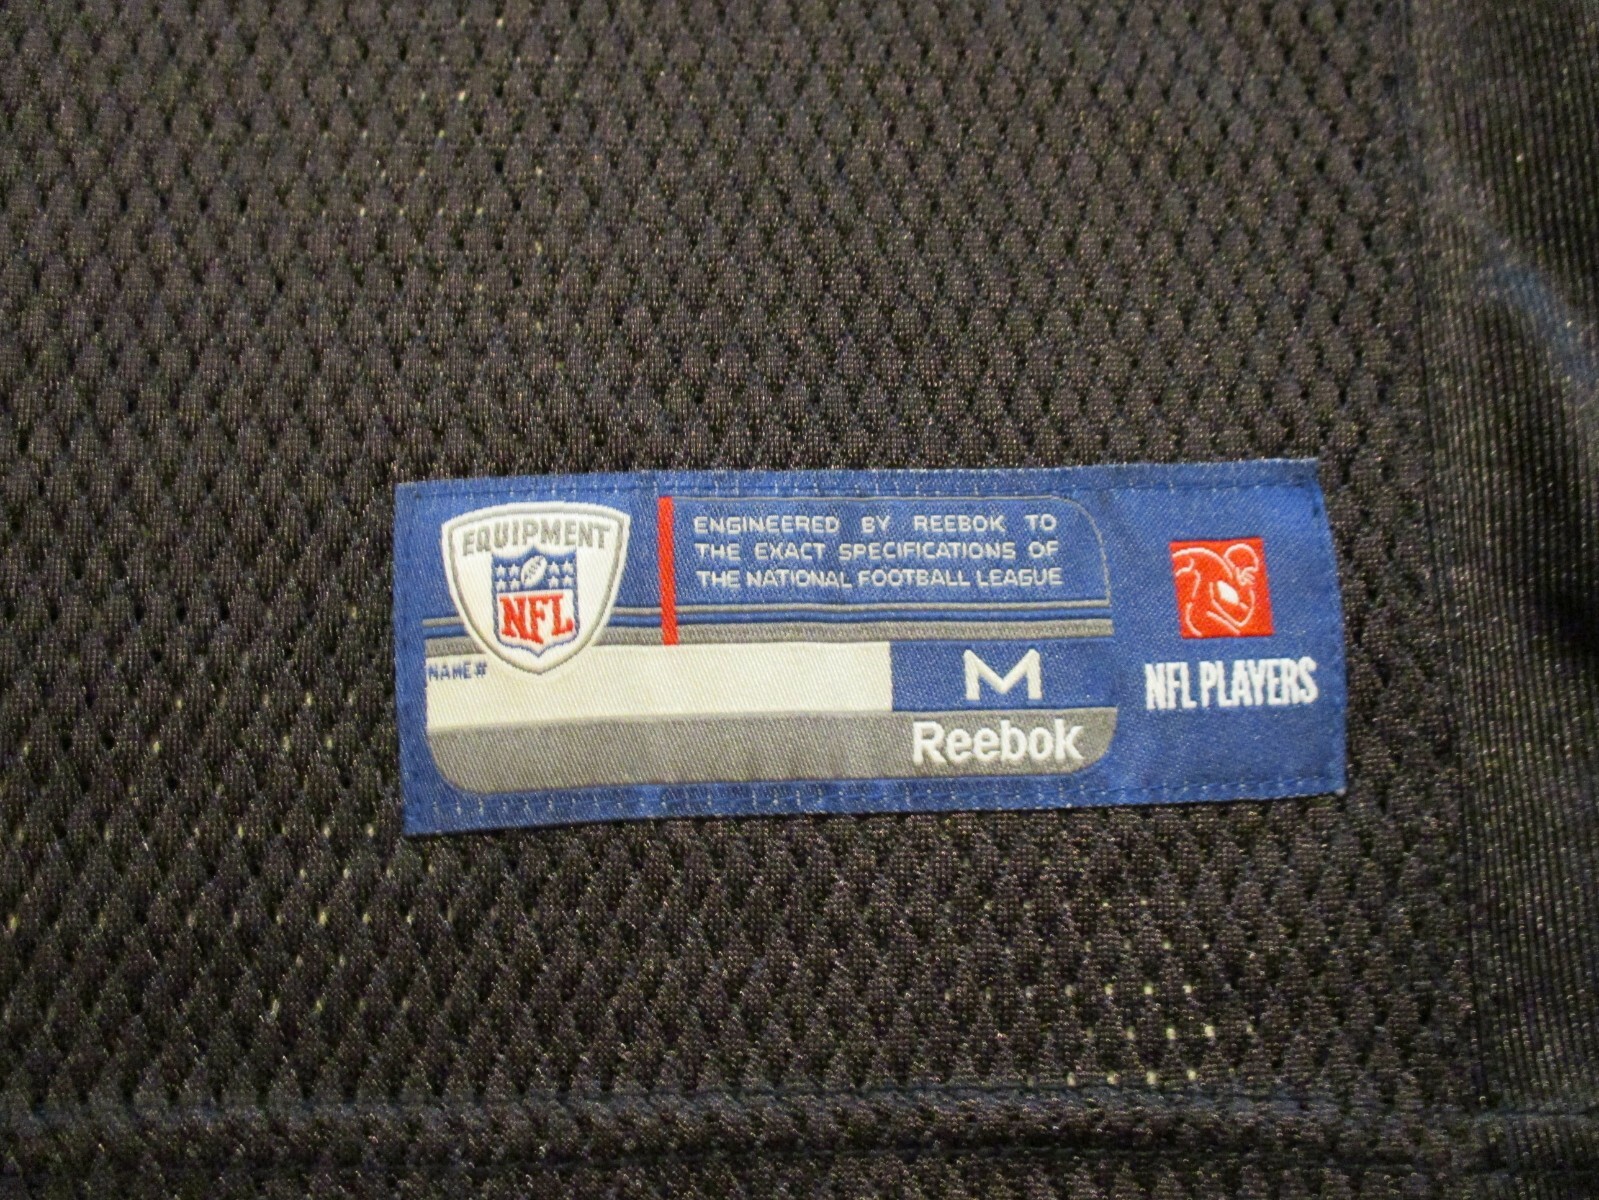 EQUIPMENT
NFL
ENGINEERED BY REEBOK TO
THE EXACT SPECIFICATIONS OF
THE NATIONAL FOOTBALL LEAGUE
NAME #
M
Reebok
NFL PLAYERS